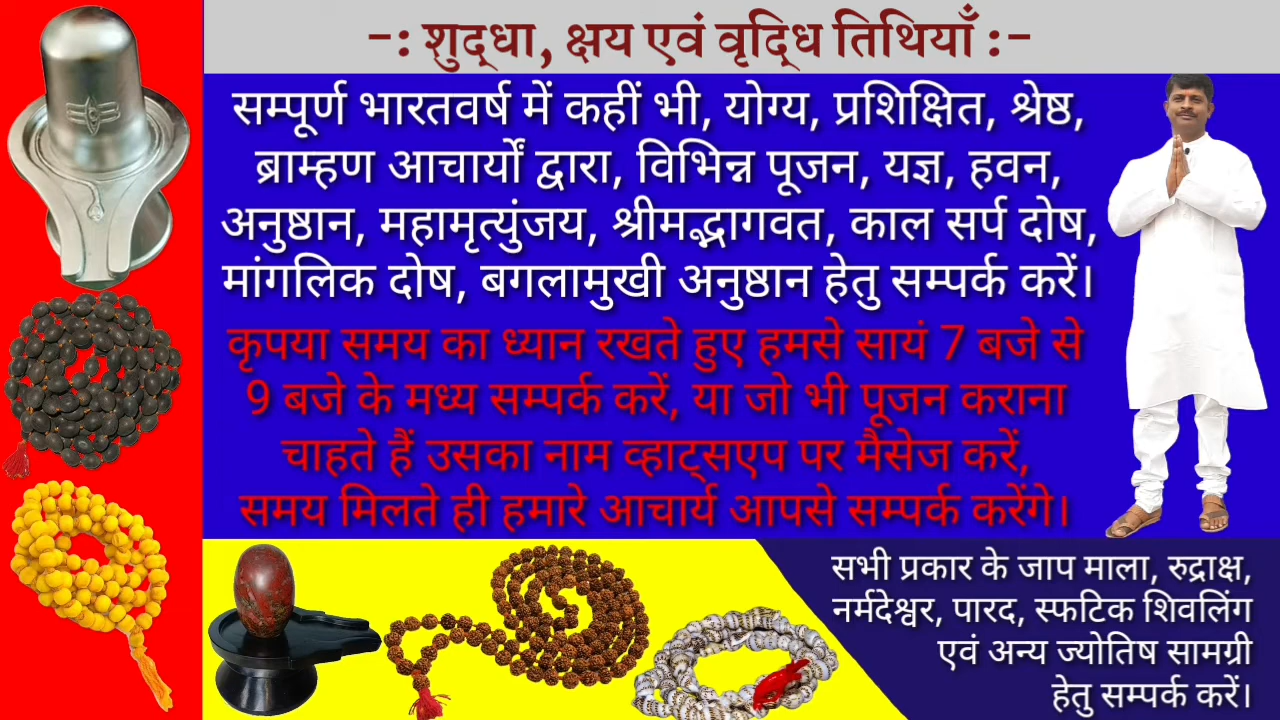 -: शुद्धा, क्षय एवं वृद्धि तिथियाँ :-
सम्पूर्ण भारतवर्ष में कहीं भी, योग्य, प्रशिक्षित, श्रेष्ठ,
ब्राम्हण आचार्यों द्वारा, विभिन्न पूजन, यज्ञ, हवन,
अनुष्ठान, महामृत्युंजय, श्रीमद्भागवत, काल सर्प दोष,
मांगलिक दोष, बगलामुखी अनुष्ठान हेतु सम्पर्क करें।
कृपया समय का ध्यान रखते हुए हमसे सायं 7 बजे से
9 बजे के मध्य सम्पर्क करें, या जो भी पूजन कराना
चाहते हैं उसका नाम व्हाट्सएप पर मैसेज करें,
समय मिलते ही हमारे आचार्य आपसे सम्पर्क करेंगे।
सभी प्रकार के जाप माला, रुद्राक्ष,
नर्मदेश्वर, पारद, स्फटिक शिवलिंग
एवं अन्य ज्योतिष सामग्री
हेतु सम्पर्क करें।